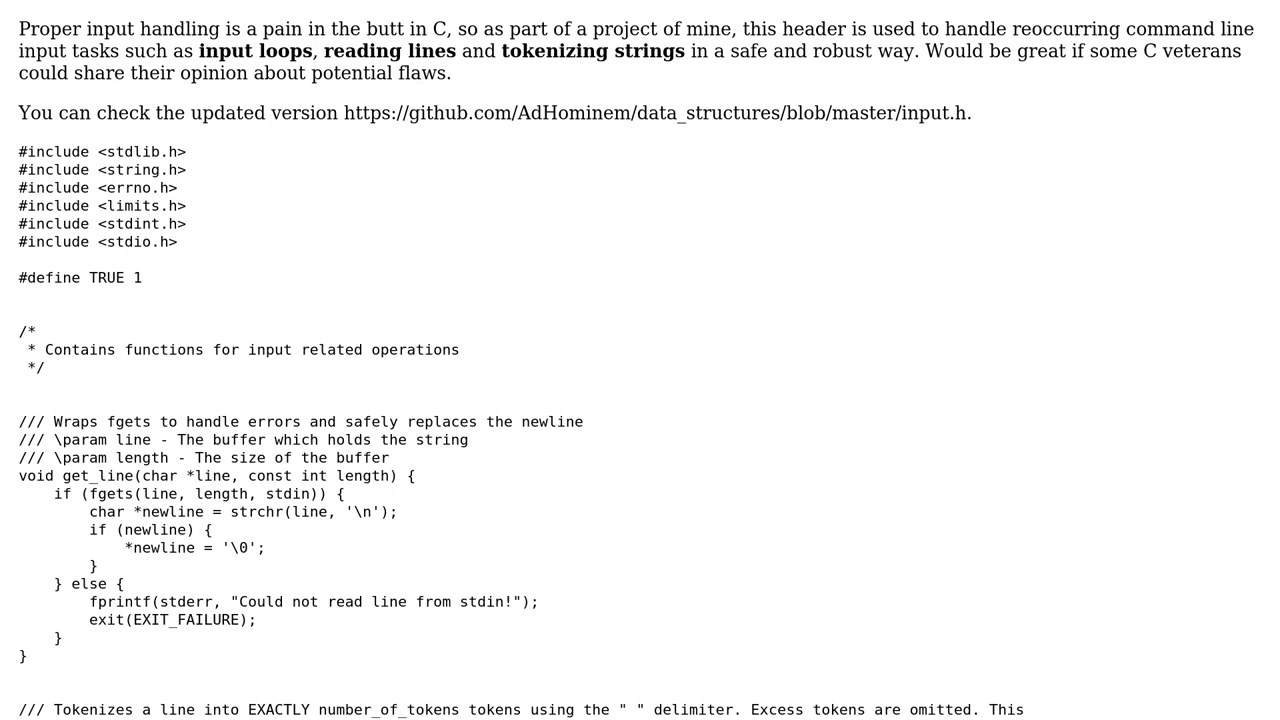 Proper input handling is a pain in the butt in C, so as part of a project of mine, this header is used to handle reoccurring command line
input tasks such as input loops, reading lines and tokenizing strings in a safe and robust way. Would be great if some C veterans
could share their opinion about potential flaws.
You can check the updated version https://github.com/AdHominem/data_structures/blob/master/input.h.
#include <stdlib.h>
#include <string.h>
#include <errno.h>
#include <limits.h>
#include <stdint.h>
#include <stdio.h>
#define TRUE 1
/*
 * Contains functions for input related operations
 */
/// Wraps fgets to handle errors and safely replaces the newline
/// \param line - The buffer which holds the string
/// \param length - The size of the buffer
void get_line(char *line, const int length) {
    if (fgets(line, length, stdin)) {
        char *newline = strchr(line, '\n');
        if (newline) {
            *newline = '\0';
        }
    } else {
        fprintf(stderr, "Could not read line from stdin!");
        exit(EXIT_FAILURE);
    }
}
/// Tokenizes a line into EXACTLY number_of_tokens tokens using the " " delimiter. Excess tokens are omitted. This